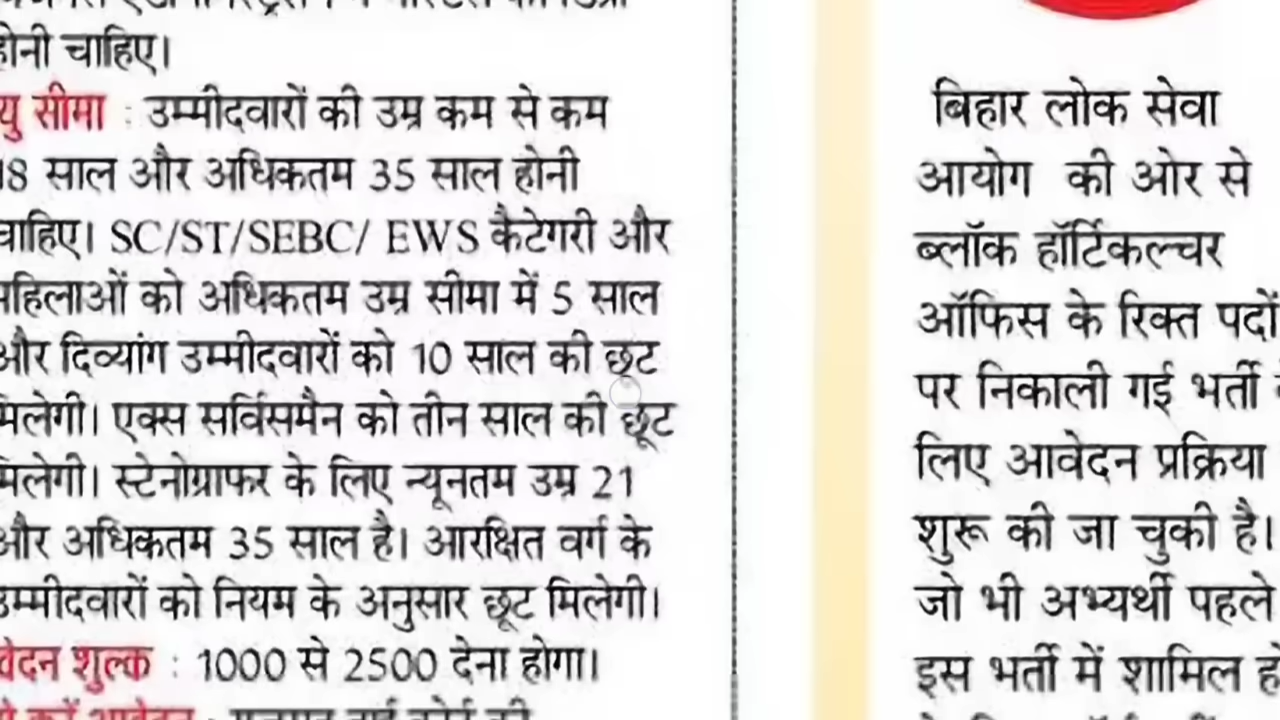 होनी चाहिए।
यु सीमा : उम्मीदवारों की उम्र कम से कम
18 साल और अधिकतम 35 साल होनी
चाहिए। SC/ST/SEBC/ EWS कैटेगरी और
महिलाओं को अधिकतम उम्र सीमा में 5 साल
और दिव्यांग उम्मीदवारों को 10 साल की छूट
मिलेगी। एक्स सर्विसमैन को तीन साल की छूट
मिलेगी। स्टेनोग्राफर के लिए न्यूनतम उम्र 21
और अधिकतम 35 साल है। आरक्षित वर्ग के
उम्मीदवारों को नियम के अनुसार छूट मिलेगी।
वेदन शुल्क : 1000 से 2500 देना होगा।
बिहार लोक सेवा
आयोग की ओर से
ब्लॉक हॉर्टिकल्चर
ऑफिस के रिक्त पदों
पर निकाली गई भर्ती
लिए आवेदन प्रक्रिया
शुरू की जा चुकी है।
जो भी अभ्यर्थी पहले
इस भर्ती में शामिल हो